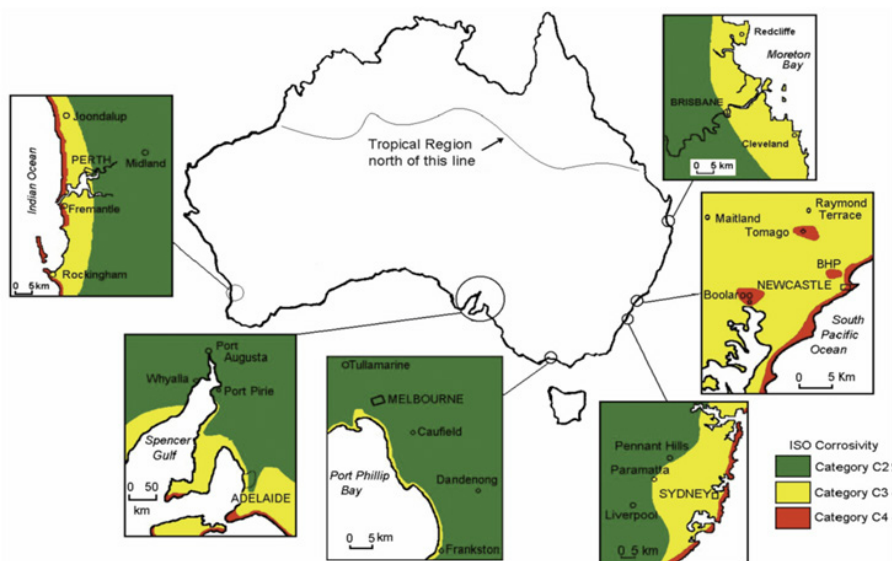 Tropical Region
north of this line
Indian Ocean
Joondalup
PERTH
Midland
Fremantle
Rockingham
0 5km
Redcliffe
Moreton
Bay
BRISBANE
Cleveland
0 5 km
Raymond
Terrace
Maitland
Tomago
BHP
NEWCASTLE
Boolaroo
South
Pacific
Ocean
0 5 Km
Port
Augusta
Whyalla
Port Pirie
Spencer
Gulf
0 50
km
ADELAIDE
Tullamarine
MELBOURNE
Caufield
Port Phillip
Bay
Dandenong
0 5
km
Frankston
Pennant Hills
Paramatta
SYDNEY
Liverpool
0 5 km
ISO Corrosivity
Category C2
Category C3
Category C4